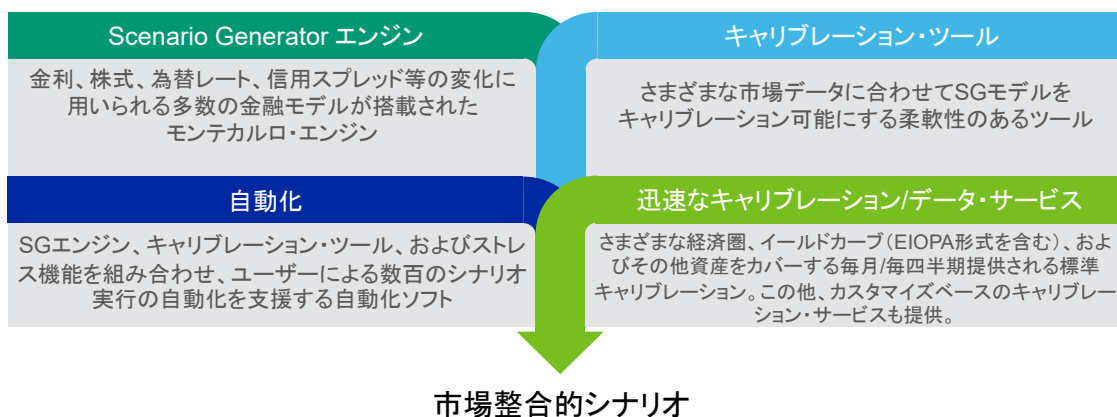 Scenario Generator エンジン
金利、株式、為替レート、信用スプレッド等の変化に
用いられる多数の金融モデルが搭載された
モンテカルロ・エンジン
キャリブレーション・ツール
さまざまな市場データに合わせてSGモデルを
キャリブレーション可能にする柔軟性のあるツール
自動化
SGエンジン、キャリブレーション・ツール、およびストレ
ス機能を組み合わせ、ユーザーによる数百のシナリオ
実行の自動化を支援する自動化ソフト
迅速なキャリブレーション/データ・サービス
さまざまな経済圏、イールドカーブ（EIOPA形式を含む）、およ
びその他資産をカバーする毎月/毎四半期提供される標準
キャリブレーション。この他、カスタマイズベースのキャリブレー
ション・サービスも提供。
市場整合的シナリオ